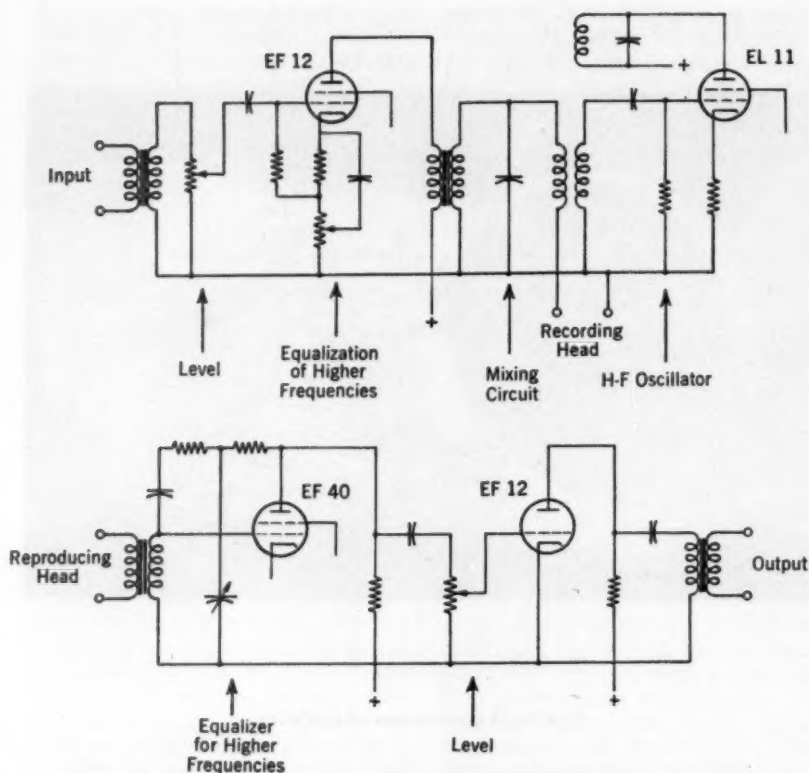 EF 12
EL 11
+
Input
+
Level
Equalization
of Higher
Frequencies
Mixing
Circuit
Recording
Head
H-F Oscillator
EF 40
EF 12
Reproducing
Head
Output
+
+
Equalizer
for Higher
Frequencies
Level